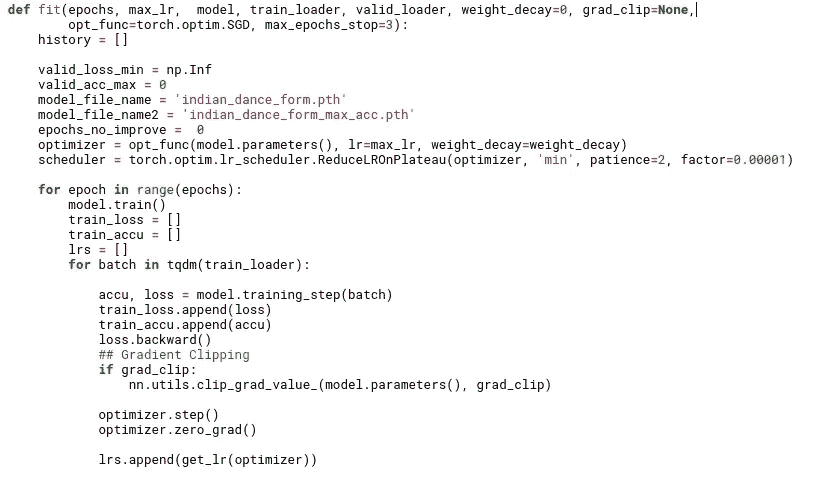 def fit(epochs, max_lr,  model, train_loader, valid_loader, weight_decay=0, grad_clip=None,
        opt_func=torch.optim.SGD, max_epochs_stop=3):
    history = []

    valid_loss_min = np.Inf
    valid_acc_max = 0
    model_file_name = 'indian_dance_form.pth'
    model_file_name2 = 'indian_dance_form_max_acc.pth'
    epochs_no_improve =  0
    optimizer = opt_func(model.parameters(), lr=max_lr, weight_decay=weight_decay)
    scheduler = torch.optim.lr_scheduler.ReduceLROnPlateau(optimizer, 'min', patience=2, factor=0.00001)

    for epoch in range(epochs):
        model.train()
        train_loss = []
        train_accu = []
        lrs = []
        for batch in tqdm(train_loader):

            accu, loss = model.training_step(batch)
            train_loss.append(loss)
            train_accu.append(accu)
            loss.backward()
            ## Gradient Clipping
            if grad_clip:
                nn.utils.clip_grad_value_(model.parameters(), grad_clip)

            optimizer.step()
            optimizer.zero_grad()

            lrs.append(get_lr(optimizer))